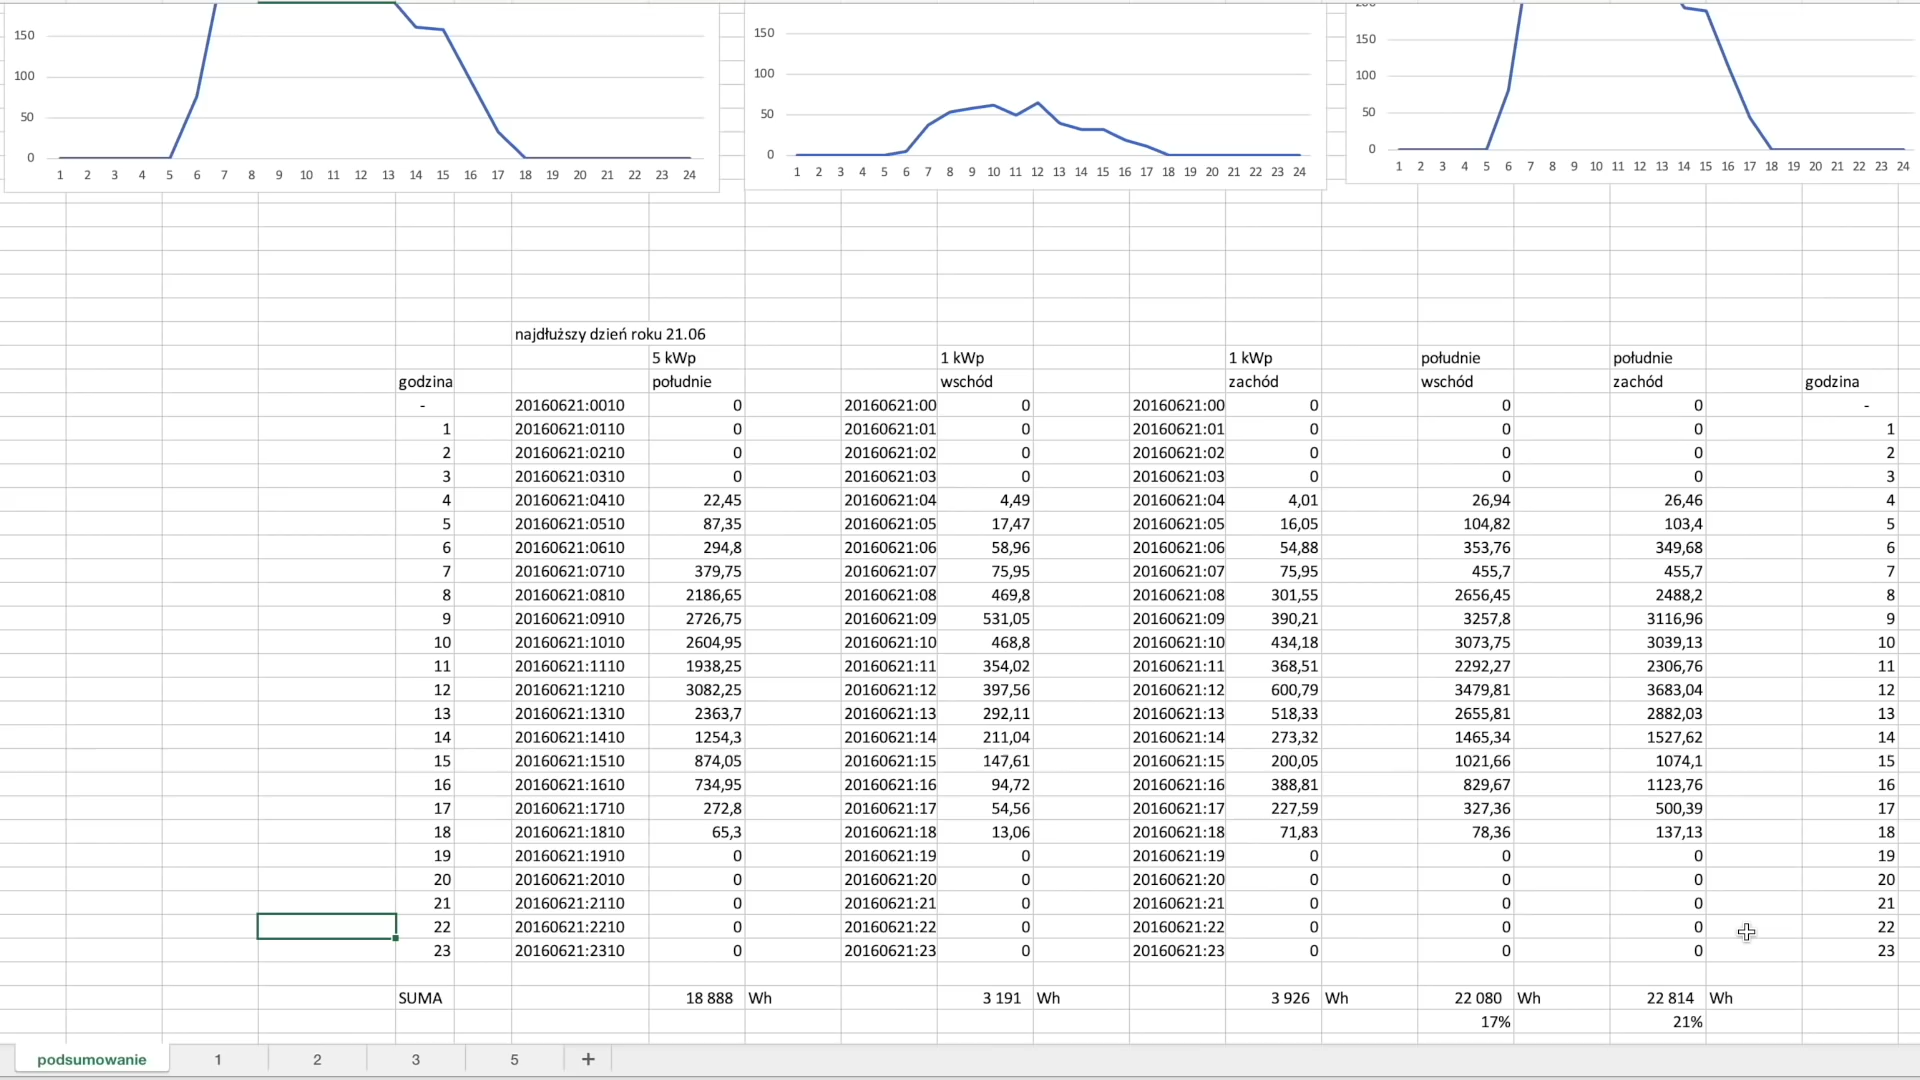 150
100
50
0
1 2 3 4 5 6 7 8 9 10 11 12 13 14 15 16 17 18 19 20 21 22 23 24
150
100
50
0
1 2 3 4 5 6 7 8 9 10 11 12 13 14 15 16 17 18 19 20 21 22 23 24
150
100
50
0
1 2 3 4 5 6 7 8 9 10 11 12 13 14 15 16 17 18 19 20 21 22 23 24
najdłuższy dzień roku 21.06
5 kWp 1 kWp 1 kWp południe południe
godzina południe wschód zachód wschód zachód godzina
- 20160621:0010 0 20160621:00 0 20160621:00 0 0 0 -
1 20160621:0110 0 20160621:01 0 20160621:01 0 0 0 1
2 20160621:0210 0 20160621:02 0 20160621:02 0 0 0 2
3 20160621:0310 0 20160621:03 0 20160621:03 0 0 0 3
4 20160621:0410 22,45 20160621:04 4,49 20160621:04 4,01 26,94 26,46 4
5 20160621:0510 87,35 20160621:05 17,47 20160621:05 16,05 104,82 103,4 5
6 20160621:0610 294,8 20160621:06 58,96 20160621:06 54,88 353,76 349,68 6
7 20160621:0710 379,75 20160621:07 75,95 20160621:07 75,95 455,7 455,7 7
8 20160621:0810 2186,65 20160621:08 469,8 20160621:08 301,55 2656,45 2488,2 8
9 20160621:0910 2726,75 20160621:09 531,05 20160621:09 390,21 3257,8 3116,96 9
10 20160621:1010 2604,95 20160621:10 468,8 20160621:10 434,18 3073,75 3039,13 10
11 20160621:1110 1938,25 20160621:11 354,02 20160621:11 368,51 2292,27 2306,76 11
12 20160621:1210 3082,25 20160621:12 397,56 20160621:12 600,79 3479,81 3683,04 12
13 20160621:1310 2363,7 20160621:13 292,11 20160621:13 518,33 2655,81 2882,03 13
14 20160621:1410 1254,3 20160621:14 211,04 20160621:14 273,32 1465,34 1527,62 14
15 20160621:1510 874,05 20160621:15 147,61 20160621:15 200,05 1021,66 1074,1 15
16 20160621:1610 734,95 20160621:16 94,72 20160621:16 388,81 829,67 1123,76 16
17 20160621:1710 272,8 20160621:17 54,56 20160621:17 227,59 327,36 500,39 17
18 20160621:1810 65,3 20160621:18 13,06 20160621:18 71,83 78,36 137,13 18
19 20160621:1910 0 20160621:19 0 20160621:19 0 0 0 19
20 20160621:2010 0 20160621:20 0 20160621:20 0 0 0 20
21 20160621:2110 0 20160621:21 0 20160621:21 0 0 0 21
22 20160621:2210 0 20160621:22 0 20160621:22 0 0 0 22
23 20160621:2310 0 20160621:23 0 20160621:23 0 0 0 23
SUMA 18 888 Wh 3 191 Wh 3 926 Wh 22 080 Wh 22 814 Wh
17% 21%
podsumowanie 1 2 3 5 +